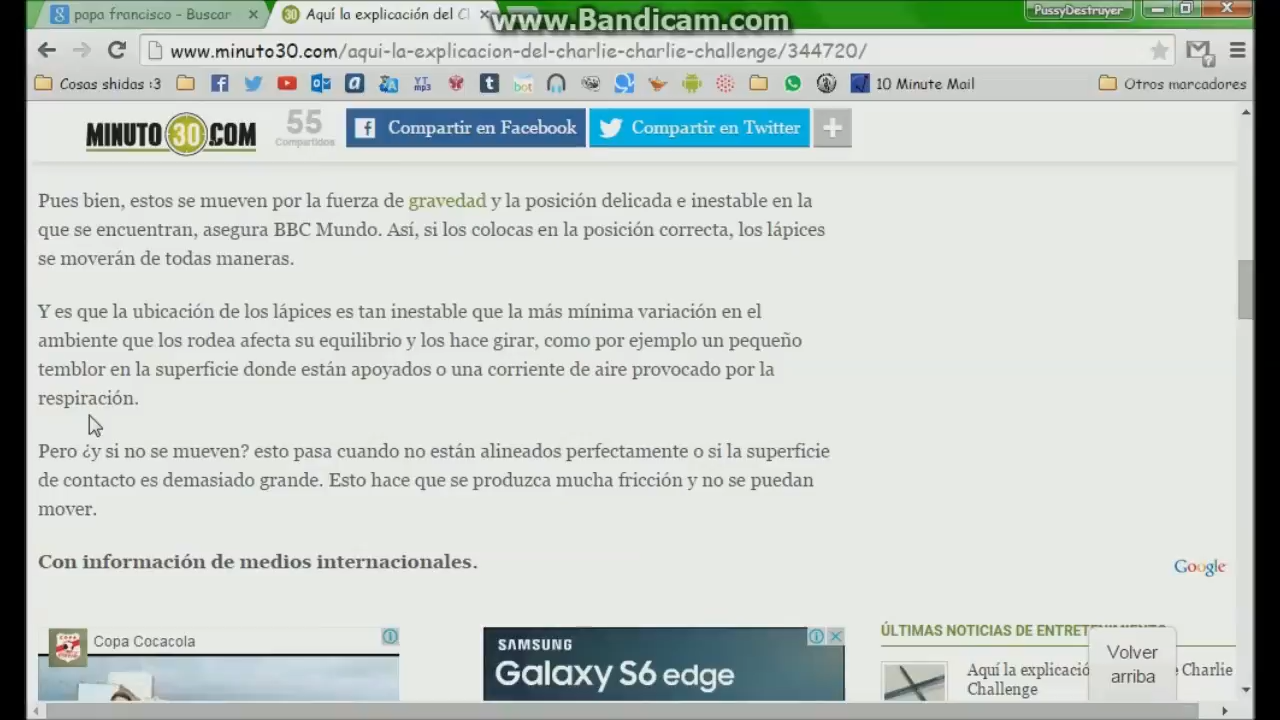 www.Bandicam.com
papa francisco - Buscar
Aquí la explicación del Cl
PussyDestroyer
www.minuto30.com/aqui-la-explicacion-del-charlie-charlie-challenge/344720/
Cosas shidas :3
YT mp3
bot
10 Minute Mail
Otros marcadores
MINUTO30.COM
55
Compartidos
Compartir en Facebook
Compartir en Twitter
Pues bien, estos se mueven por la fuerza de gravedad y la posición delicada e inestable en la
que se encuentran, asegura BBC Mundo. Así, si los colocas en la posición correcta, los lápices
se moverán de todas maneras.
Y es que la ubicación de los lápices es tan inestable que la más mínima variación en el
ambiente que los rodea afecta su equilibrio y los hace girar, como por ejemplo un pequeño
temblor en la superficie donde están apoyados o una corriente de aire provocado por la
respiración.
Pero ¿y si no se mueven? esto pasa cuando no están alineados perfectamente o si la superficie
de contacto es demasiado grande. Esto hace que se produzca mucha fricción y no se puedan
mover.
Con información de medios internacionales.
Google
Copa Cocacola
SAMSUNG
Galaxy S6 edge
ÚLTIMAS NOTICIAS DE ENTRETENIMIENTO
Aquí la explicació
e Charlie
Challenge
Volver
arriba